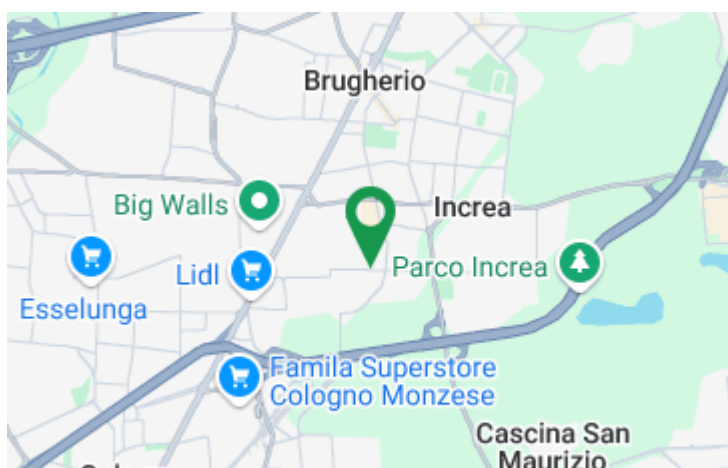 Brugherio
Big Walls
Increa
Parco Increa
Lidl
Esselunga
Famila Superstore
Cologno Monzese
Cascina San
Maurizio